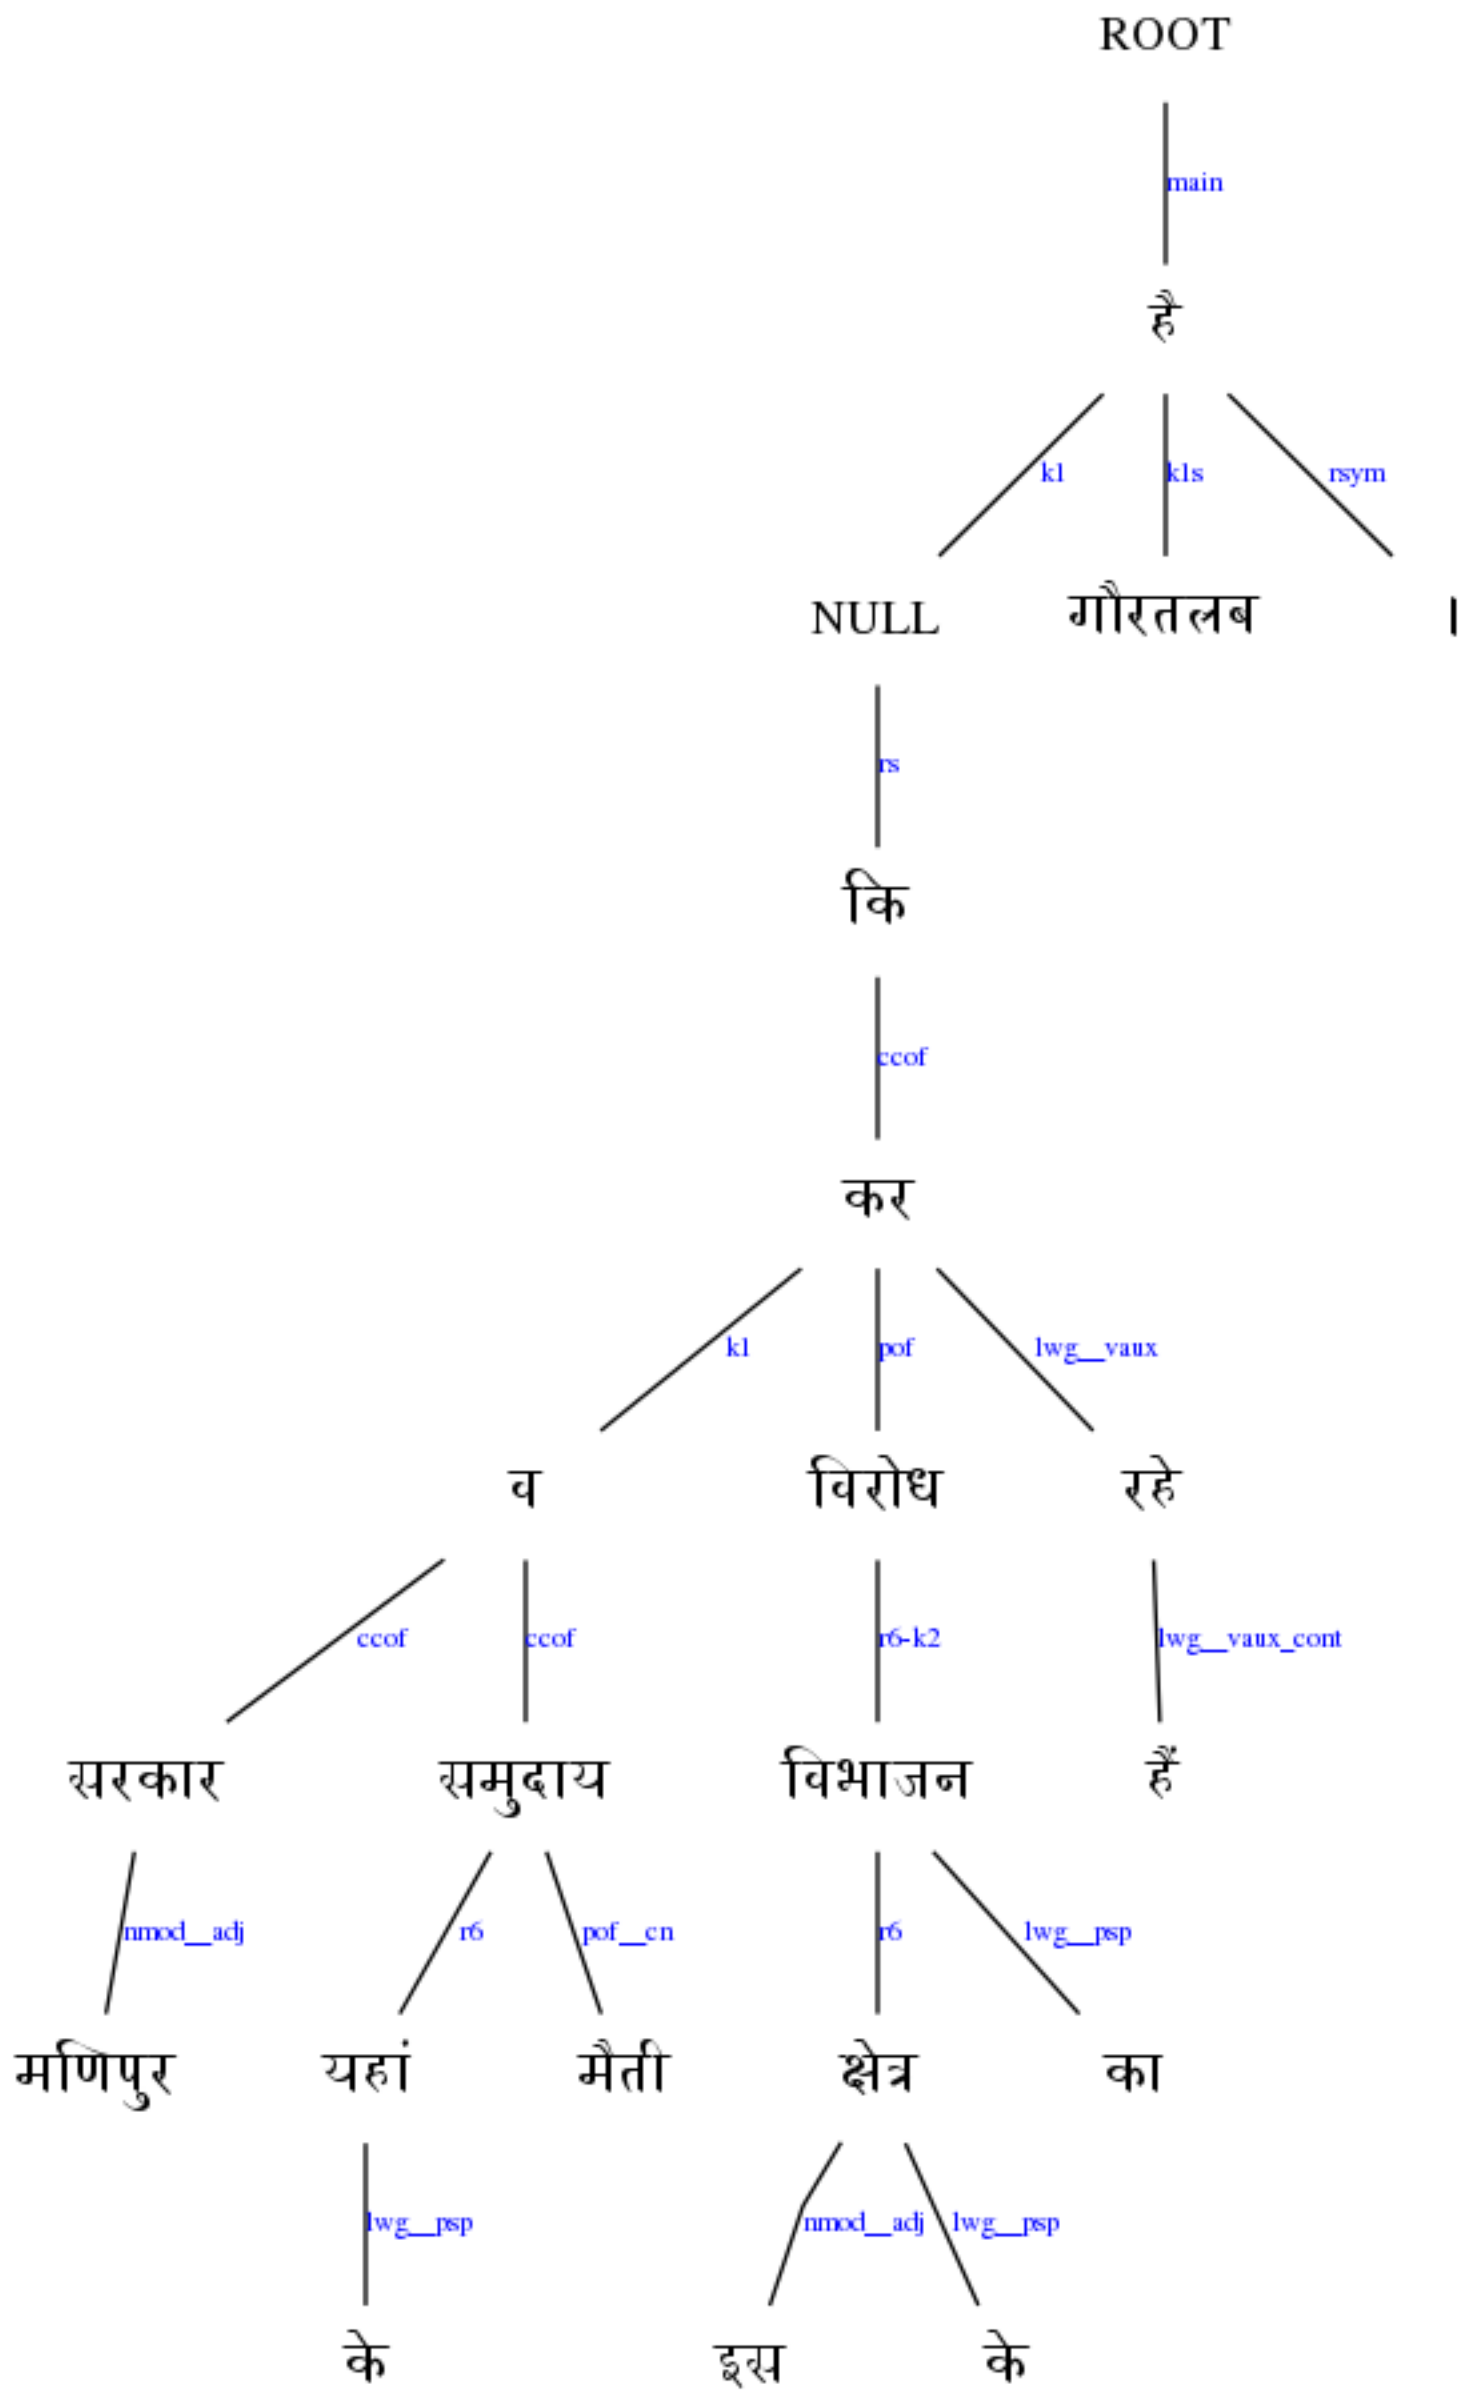 ROOT
main
है
k1 k1s rsym
NULL गौरतलब ।
rs
कि
ccof
कर
k1 pof lwg__vaux
व विरोध रहे
ccof ccof r6-k2 lwg__vaux_cont
सरकार समुदाय विभाजन हैं
nmod__adj r6 pof__cn r6 lwg__psp
मणिपुर यहां मैती क्षेत्र का
lwg__psp nmod__adj lwg__psp
के इस के